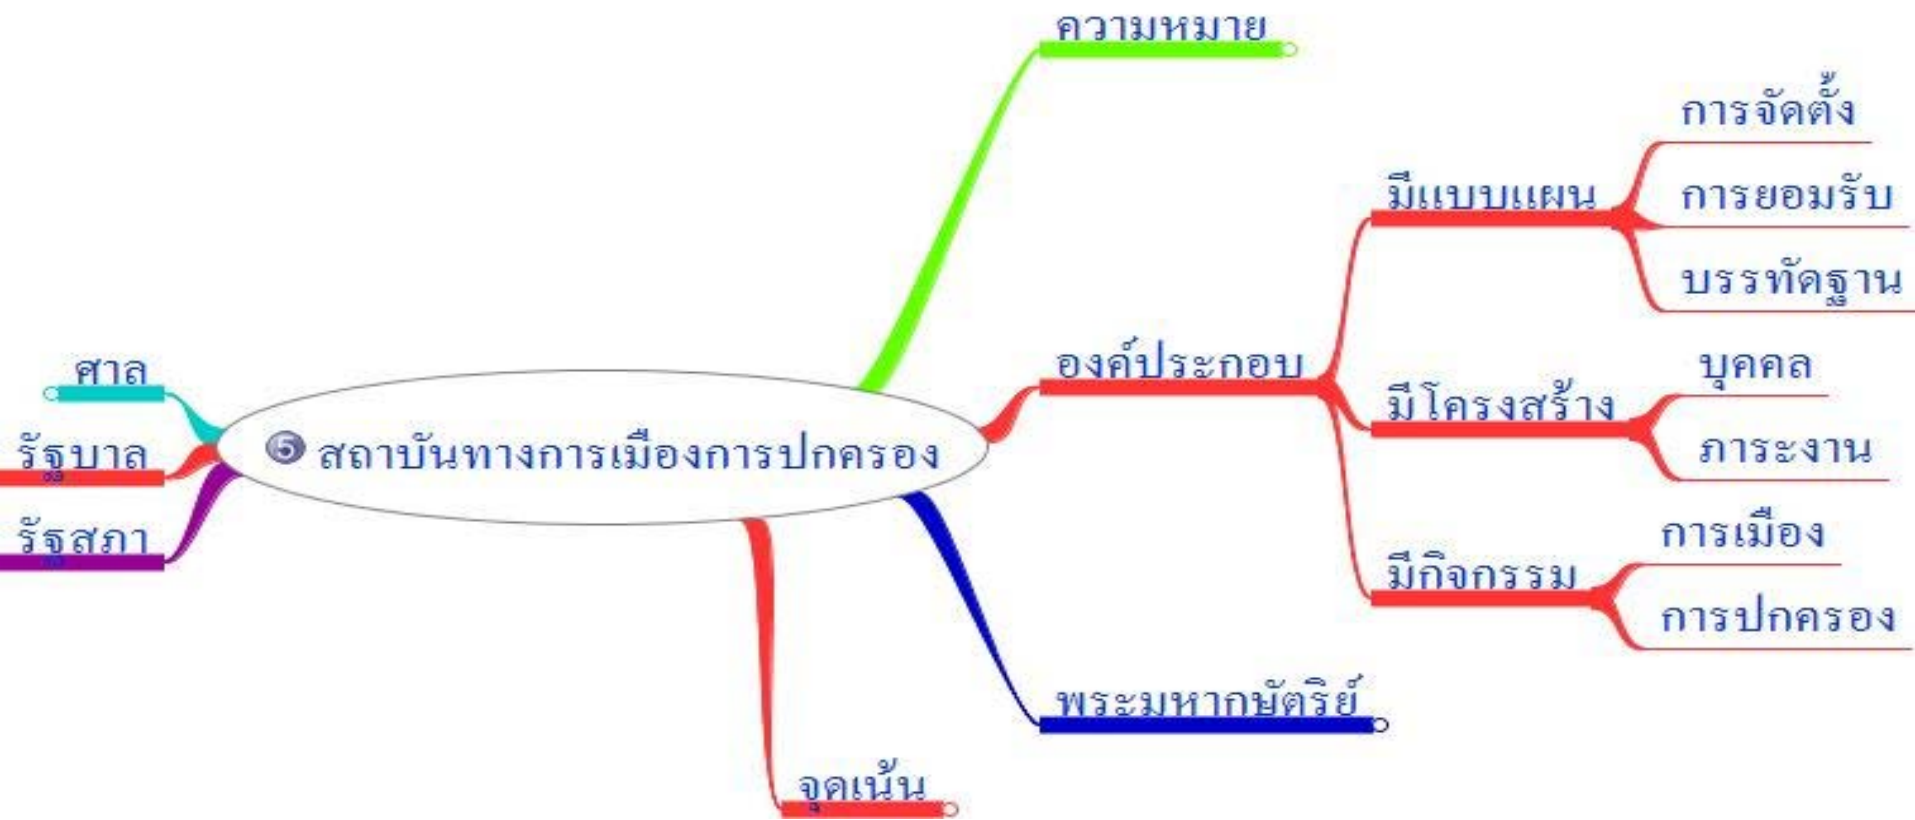 ความหมาย
การจัดตั้ง
มีแบบแผน
การยอมรับ
บรรทัดฐาน
องค์ประกอบ
บุคคล
มีโครงสร้าง
ภาระงาน
การเมือง
มีกิจกรรม
การปกครอง
ศาล
รัฐบาล
รัฐสภา
5 สถาบันทางการเมืองการปกครอง
พระมหากษัตริย์
จุดเน้น